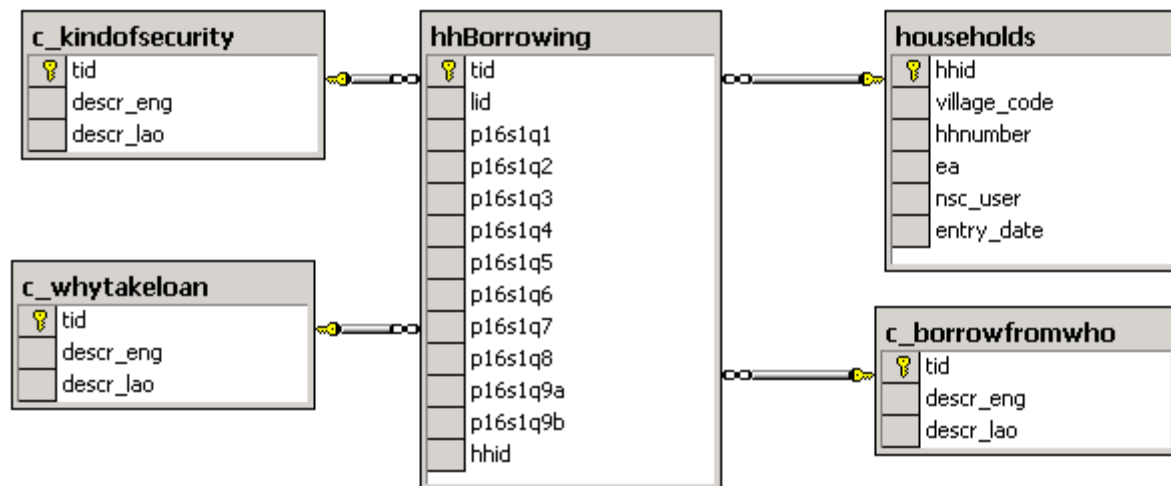 c_kindofsecurity
tid
descr_eng
descr_lao
c_whytakeloan
tid
descr_eng
descr_lao
hhBorrowing
tid
lid
p16s1q1
p16s1q2
p16s1q3
p16s1q4
p16s1q5
p16s1q6
p16s1q7
p16s1q8
p16s1q9a
p16s1q9b
hhid
households
hhid
village_code
hhnumber
ea
nsc_user
entry_date
c_borrowfromwho
tid
descr_eng
descr_lao